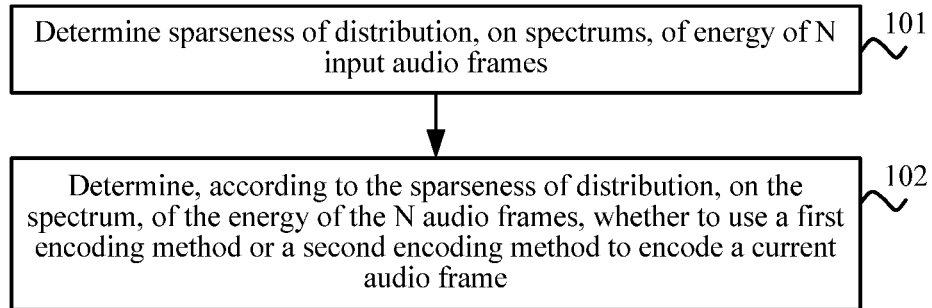 Determine sparseness of distribution, on spectrums, of energy of N
input audio frames
101
Determine, according to the sparseness of distribution, on the
spectrum, of the energy of the N audio frames, whether to use a first
encoding method or a second encoding method to encode a current
audio frame
102